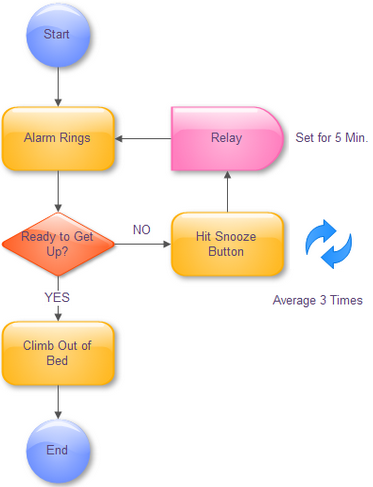 Start
Alarm Rings
Relay
Set for 5 Min.
Ready to Get
Up?
NO
Hit Snooze
Button
Average 3 Times
YES
Climb Out of
Bed
End